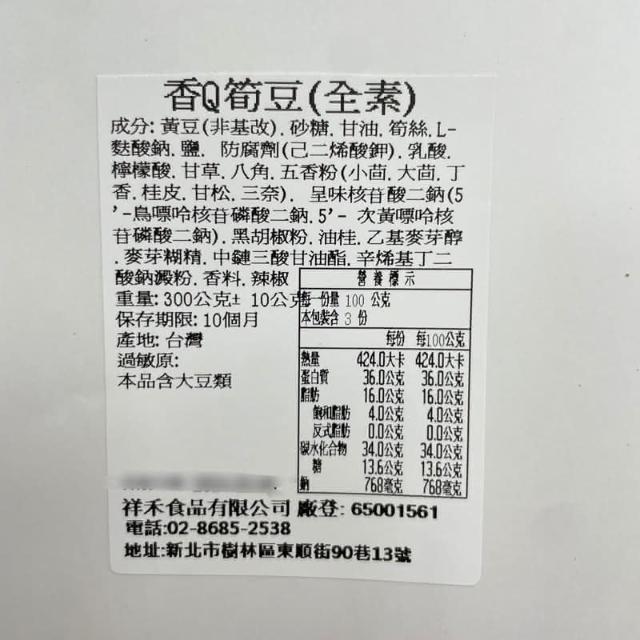 香Q筍豆(全素)
成分: 黃豆(非基改). 砂糖. 甘油. 筍絲. L-
麩酸鈉. 鹽. 防腐劑(己二烯酸鉀). 乳酸.
檸檬酸. 甘草. 八角. 五香粉(小茴. 大茴. 丁
香. 桂皮. 甘松. 三奈). 呈味核苷酸二鈉(5
'-鳥嘌呤核苷磷酸二鈉. 5'- 次黃嘌呤核
苷磷酸二鈉). 黑胡椒粉. 油桂. 乙基麥芽醇
. 麥芽糊精. 中鏈三酸甘油酯. 辛烯基丁二
酸鈉澱粉. 香料. 辣椒
重量: 300公克± 10公克
保存期限: 10個月
產地: 台灣
過敏原:
本品含大豆類
營養標示
每一份量 100 公克
本包裝含 3 份
每份 每100公克
熱量 424.0大卡 424.0大卡
蛋白質 36.0公克 36.0公克
脂肪 16.0公克 16.0公克
飽和脂肪 4.0公克 4.0公克
反式脂肪 0.0公克 0.0公克
碳水化合物 34.0公克 34.0公克
糖 13.6公克 13.6公克
鈉 768毫克 768毫克
祥禾食品有限公司 廠登: 65001561
電話:02-8685-2538
地址:新北市樹林區東順街90巷13號